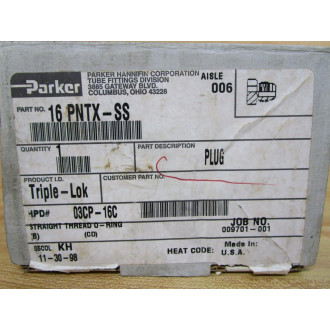 Parker
PARKER HANNIFIN CORPORATION
TUBE FITTINGS DIVISION
3885 GATEWAY BLVD.
COLUMBUS, OHIO 43228
AISLE
006
PART NO. 16 PNTX-SS
QUANTITY 1
PART DESCRIPTION
PLUG
PRODUCT I.D.
Triple-Lok
CUSTOMER PART NO.
HPD# 03CP-16C
STRAIGHT THREAD O-RING
(CD)
JOB NO.
009701-001
KH
11-30-98
HEAT CODE:
Made In:
U.S.A.